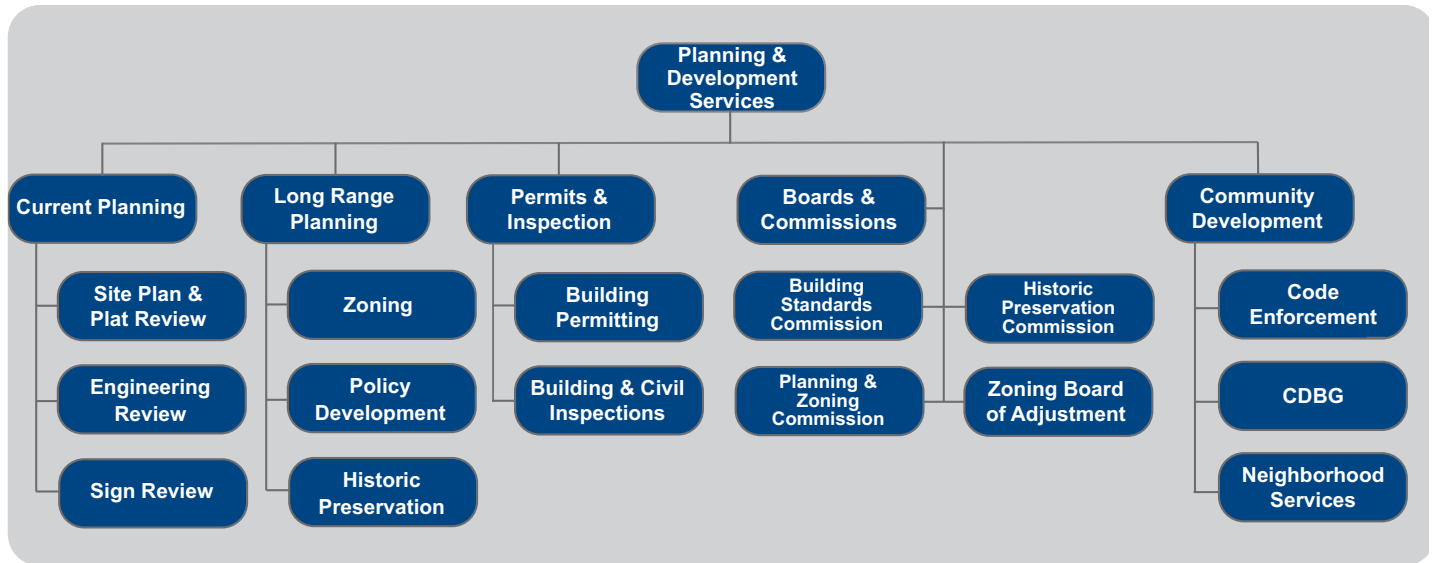 Planning &
Development
Services
Current Planning
Long Range
Planning
Permits &
Inspection
Boards &
Commissions
Community
Development
Site Plan &
Plat Review
Engineering
Review
Sign Review
Zoning
Policy
Development
Historic
Preservation
Building
Permitting
Building & Civil
Inspections
Building
Standards
Commission
Historic
Preservation
Commission
Planning &
Zoning
Commission
Zoning Board
of Adjustment
Code
Enforcement
CDBG
Neighborhood
Services